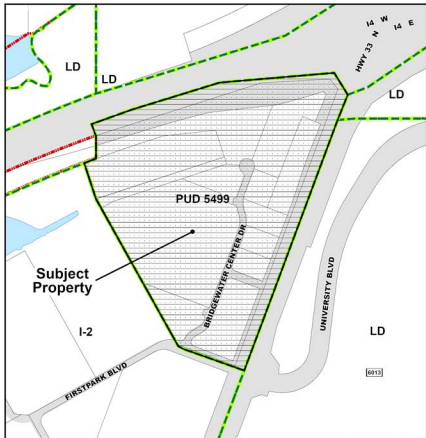 I4 W
I4 E
HWY 33 N
LD
LD
LD
PUD 5499
Subject
Property
BRIDGEWATER CENTER DR
UNIVERSITY BLVD
I-2
LD
FIRSTPARK BLVD
6013